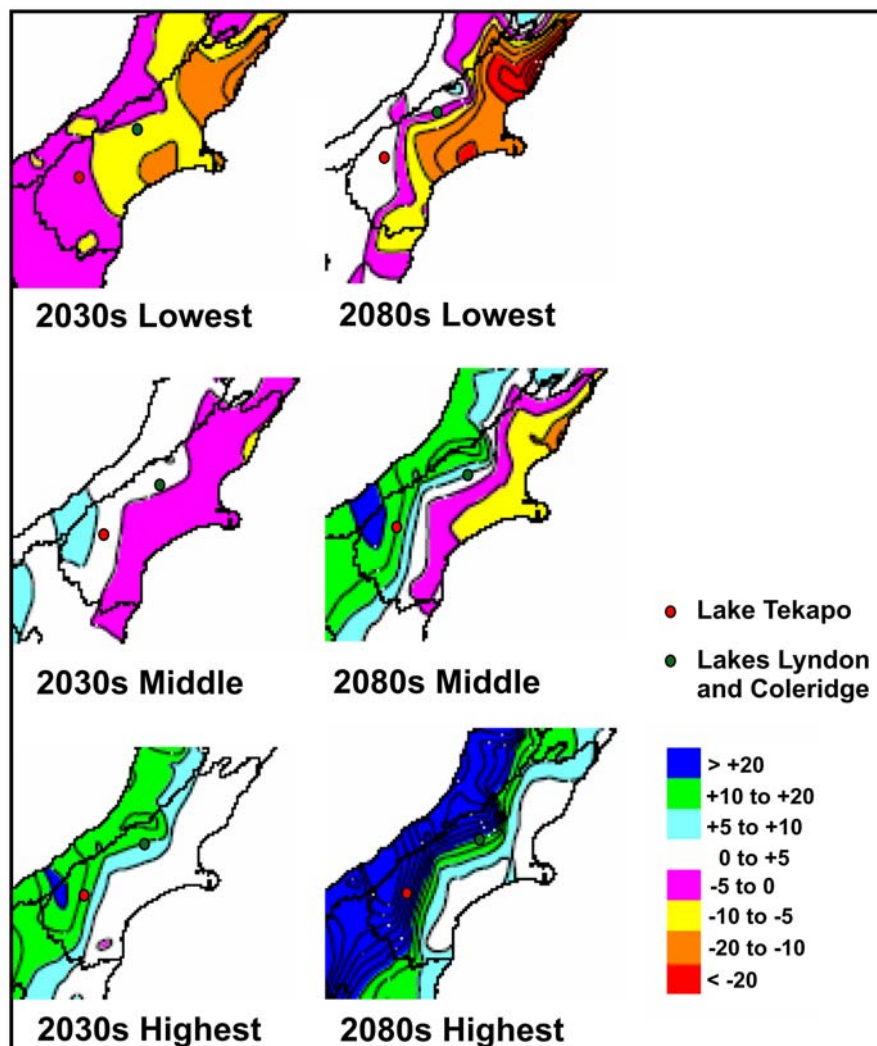 2030s Lowest
2080s Lowest
2030s Middle
2080s Middle
Lake Tekapo
Lakes Lyndon
and Coleridge
> +20
+10 to +20
+5 to +10
0 to +5
-5 to 0
-10 to -5
-20 to -10
< -20
2030s Highest
2080s Highest